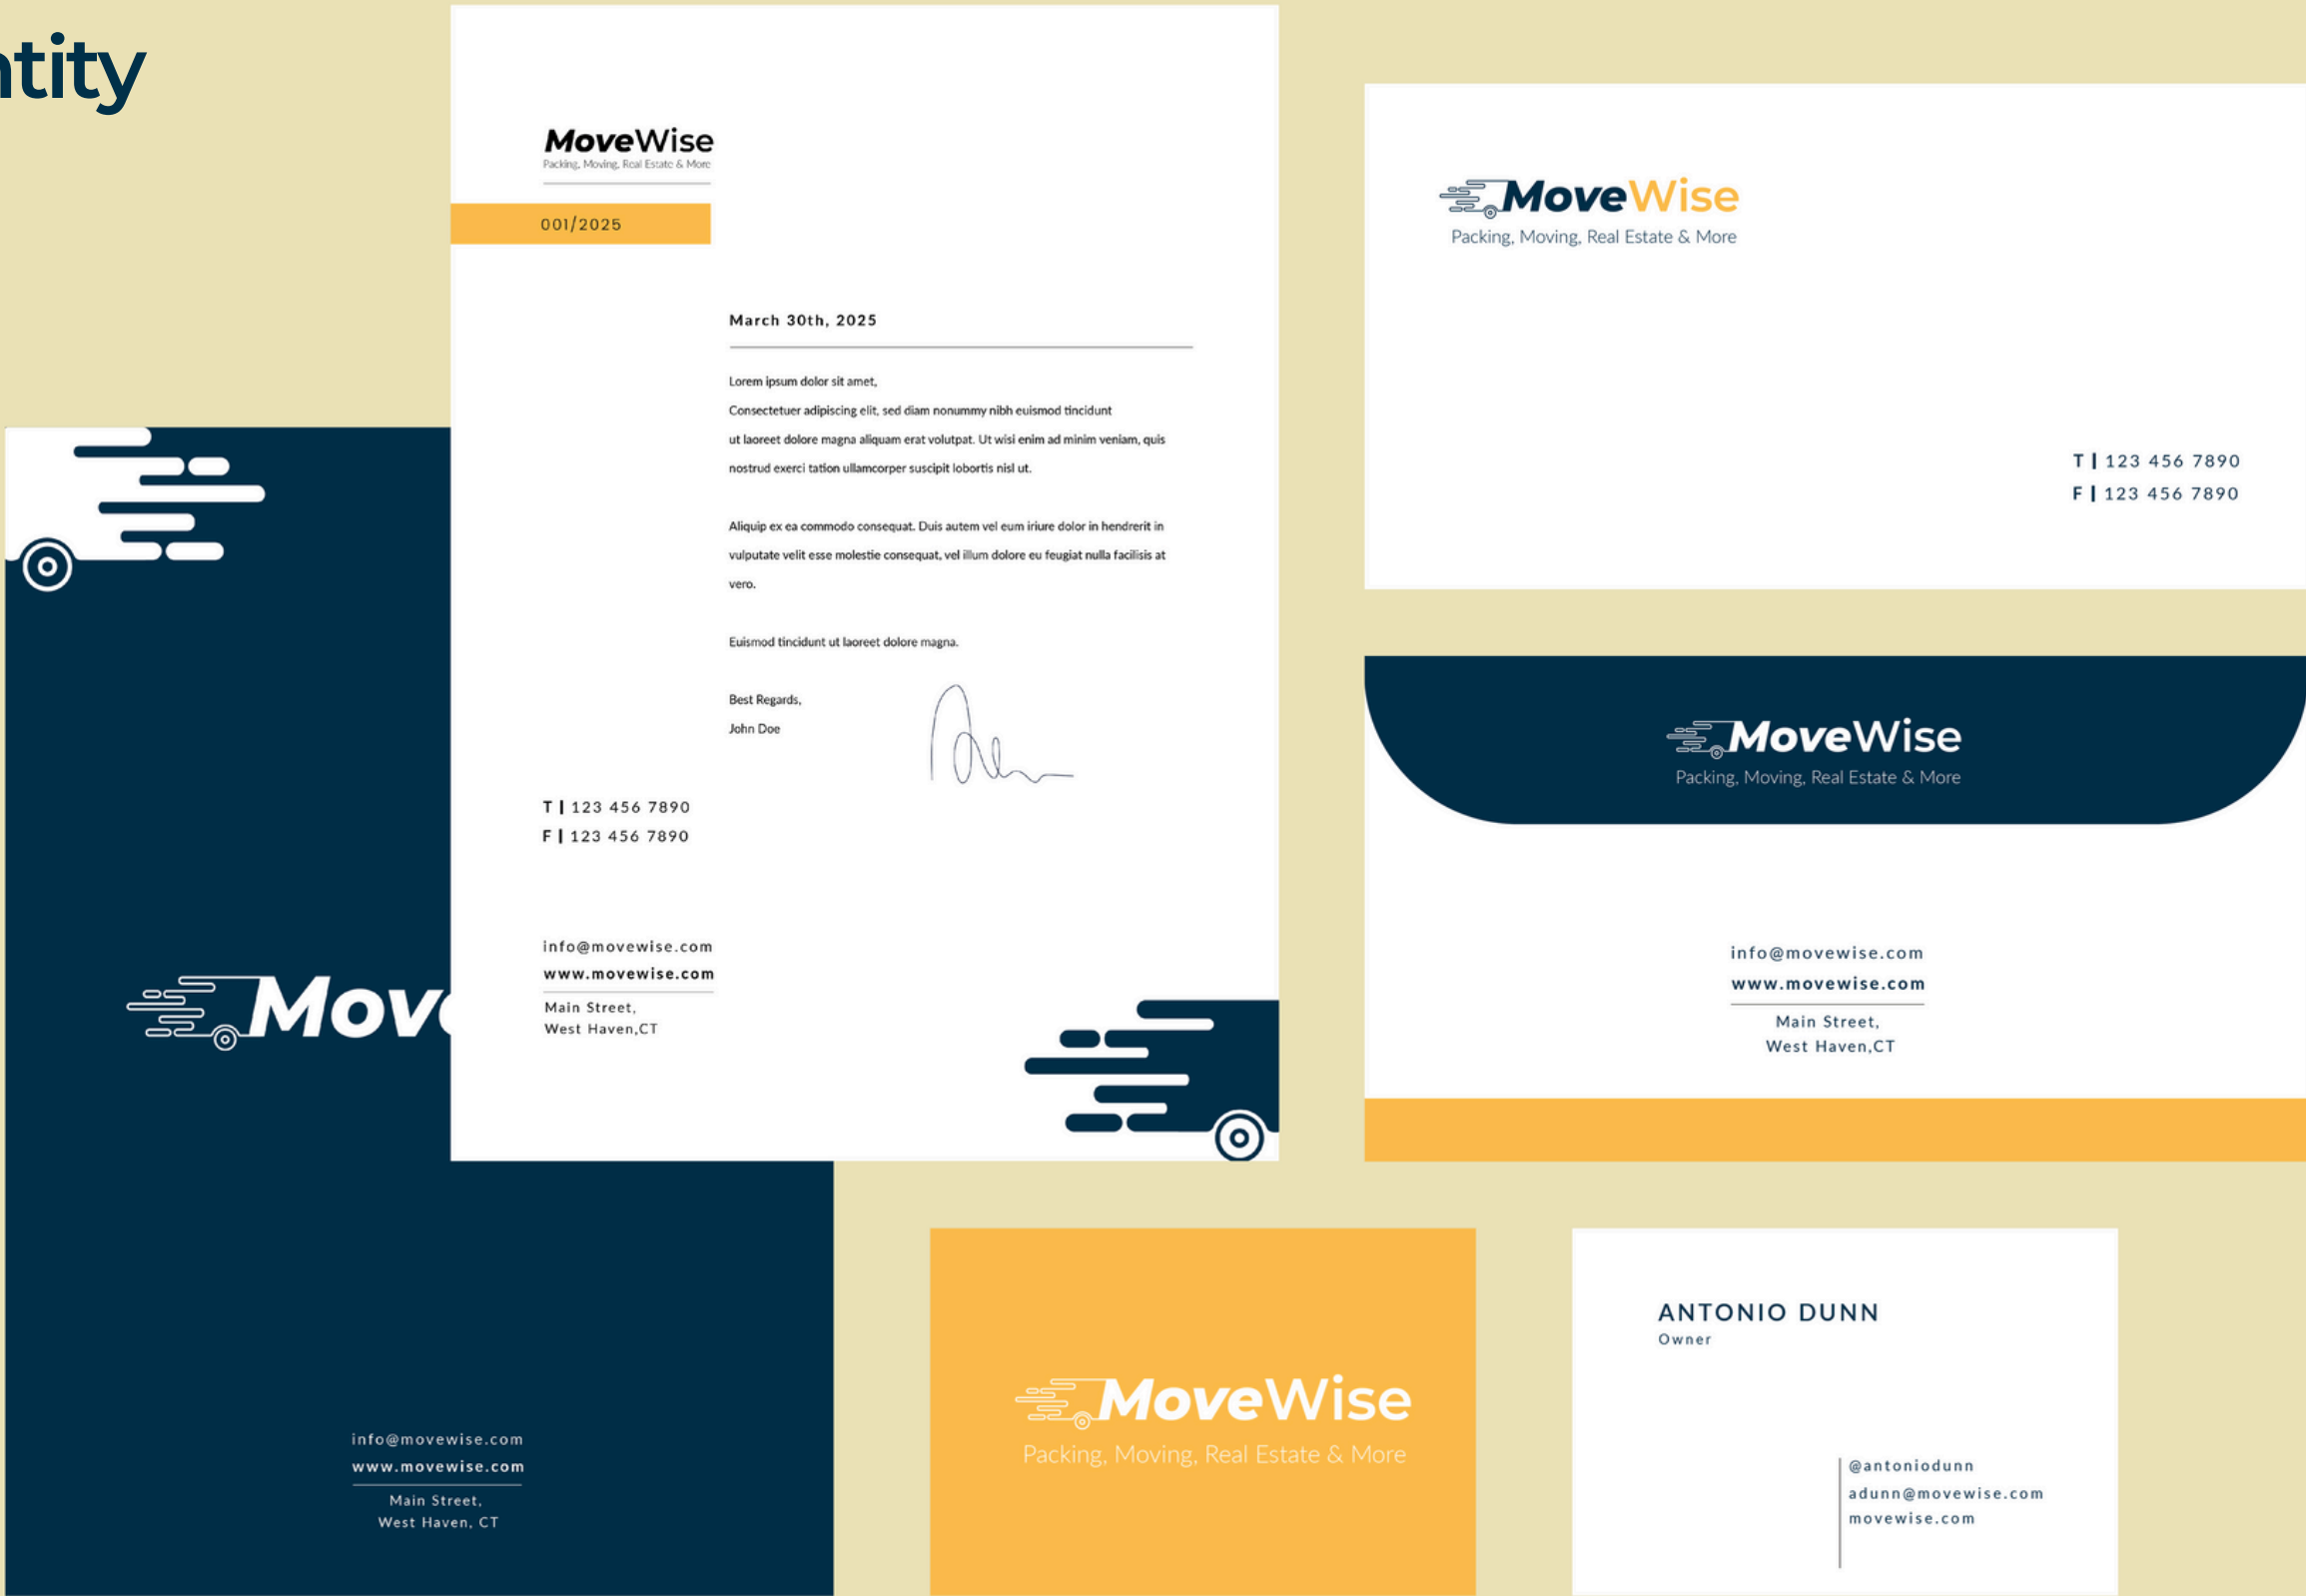 ntity
MoveWise
Packing, Moving, Real Estate & More
001/2025
March 30th, 2025
Lorem ipsum dolor sit amet,
Consectetuer adipiscing elit, sed diam nonummy nibh euismod tincidunt
ut laoreet dolore magna aliquam erat volutpat. Ut wisi enim ad minim veniam, quis
nostrud exerci tation ullamcorper suscipit lobortis nisl ut.
Aliquip ex ea commodo consequat. Duis autem vel eum iriure dolor in hendrerit in
vulputate velit esse molestie consequat, vel illum dolore eu feugiat nulla facilisis at
vero.
Euismod tincidunt ut laoreet dolore magna.
Best Regards,
John Doe
T | 123 456 7890
F | 123 456 7890
info@movewise.com
www.movewise.com
Main Street,
West Haven,CT
Move
info@movewise.com
www.movewise.com
Main Street,
West Haven, CT
MoveWise
Packing, Moving, Real Estate & More
T | 123 456 7890
F | 123 456 7890
MoveWise
Packing, Moving, Real Estate & More
info@movewise.com
www.movewise.com
Main Street,
West Haven,CT
MoveWise
Packing, Moving, Real Estate & More
ANTONIO DUNN
Owner
@antoniodunn
adunn@movewise.com
movewise.com